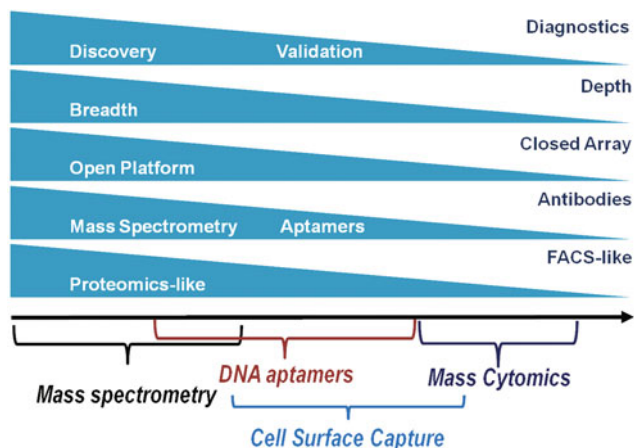 Diagnostics
Discovery Validation
Depth
Breadth
Closed Array
Open Platform
Antibodies
Mass Spectrometry Aptamers
FACS-like
Proteomics-like
DNA aptamers Mass Cytomics
Mass spectrometry
Cell Surface Capture